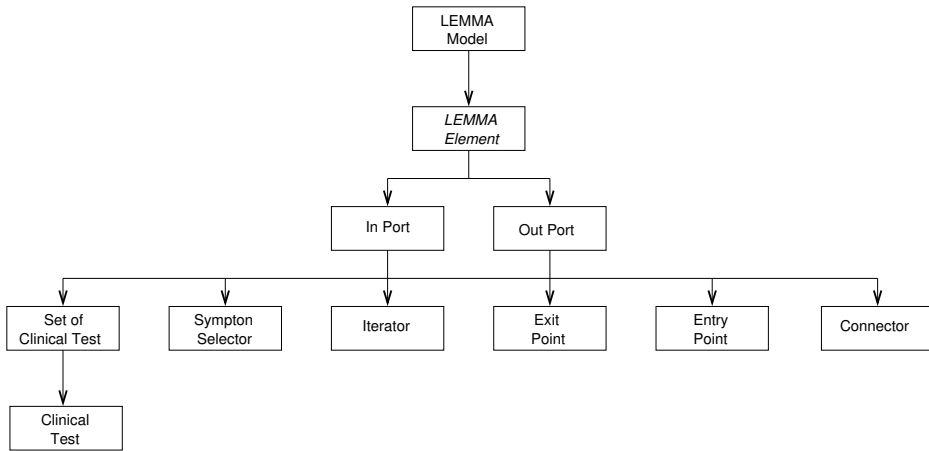 LEMMA
Model
LEMMA
Element
In Port
Out Port
Set of
Clinical Test
Sympton
Selector
Iterator
Exit
Point
Entry
Point
Connector
Clinical
Test